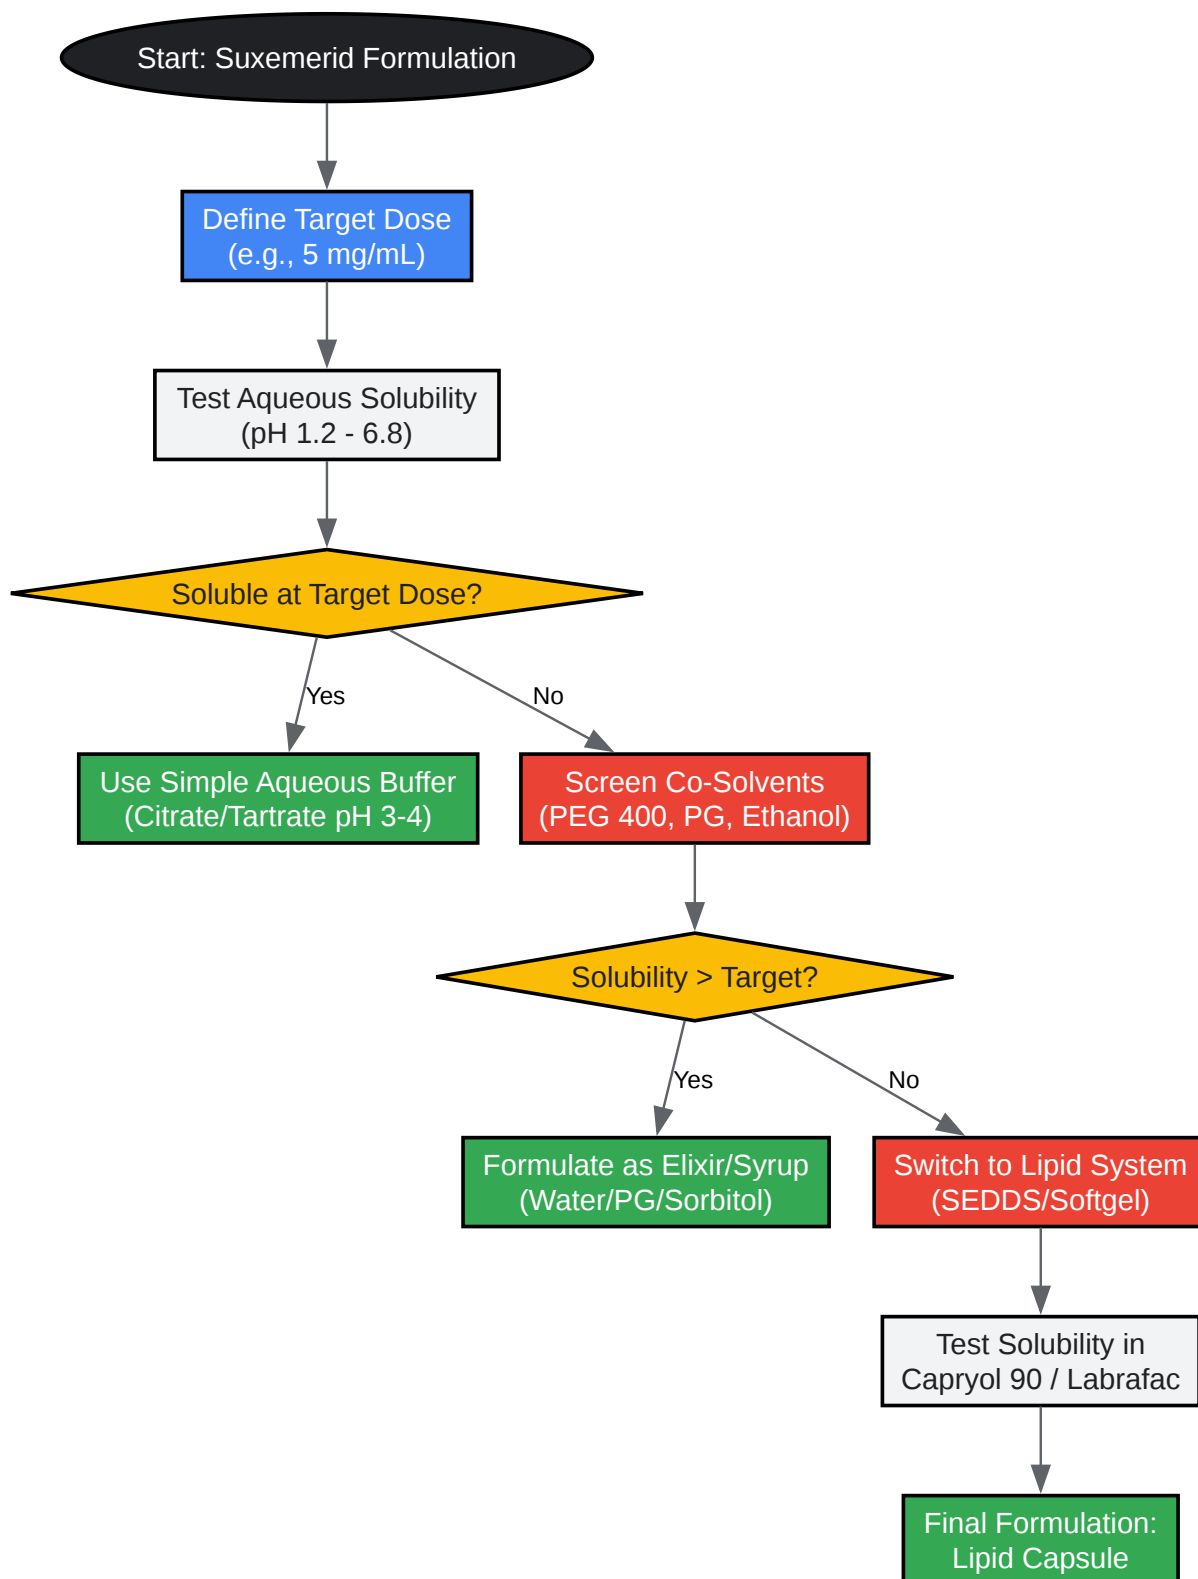 Start: Suxemerid Formulation
Define Target Dose
(e.g., 5 mg/mL)
Test Aqueous Solubility
(pH 1.2 - 6.8)
Soluble at Target Dose?
Yes
No
Use Simple Aqueous Buffer
(Citrate/Tartrate pH 3-4)
Screen Co-Solvents
(PEG 400, PG, Ethanol)
Solubility > Target?
Yes
No
Formulate as Elixir/Syrup
(Water/PG/Sorbitol)
Switch to Lipid System
(SEDDS/Softgel)
Test Solubility in
Capryol 90 / Labrafac
Final Formulation:
Lipid Capsule